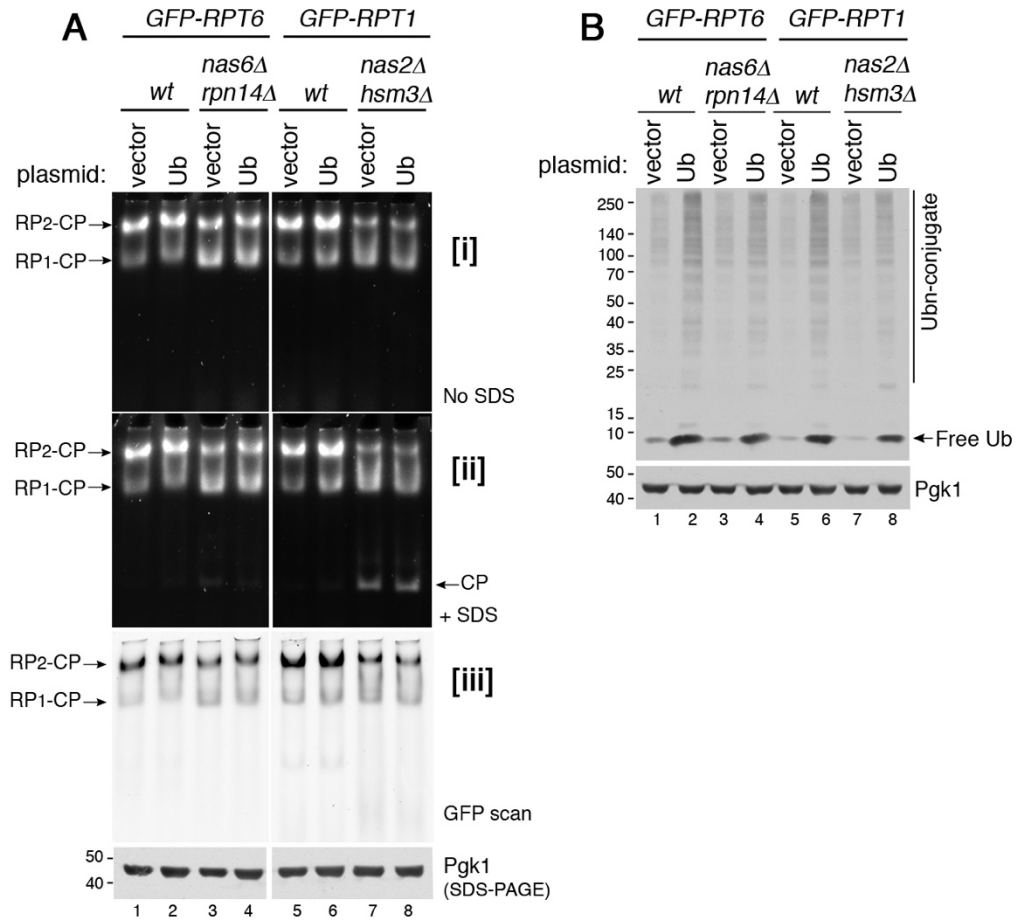 A
GFP-RPT6 GFP-RPT1
wt nas6Δ rpn14Δ wt nas2Δ hsm3Δ
plasmid: vector Ub vector Ub vector Ub vector Ub
RP2-CP
RP1-CP
[i]
No SDS
RP2-CP
RP1-CP
[ii]
CP
+ SDS
RP2-CP
RP1-CP
[iii]
GFP scan
50
40
Pgk1
(SDS-PAGE)
1 2 3 4 5 6 7 8
B
GFP-RPT6 GFP-RPT1
wt nas6Δ rpn14Δ wt nas2Δ hsm3Δ
plasmid: vector Ub vector Ub vector Ub vector Ub
250
140
100
70
50
40
35
25
15
10
Ubn-conjugate
Free Ub
50
40
Pgk1
1 2 3 4 5 6 7 8